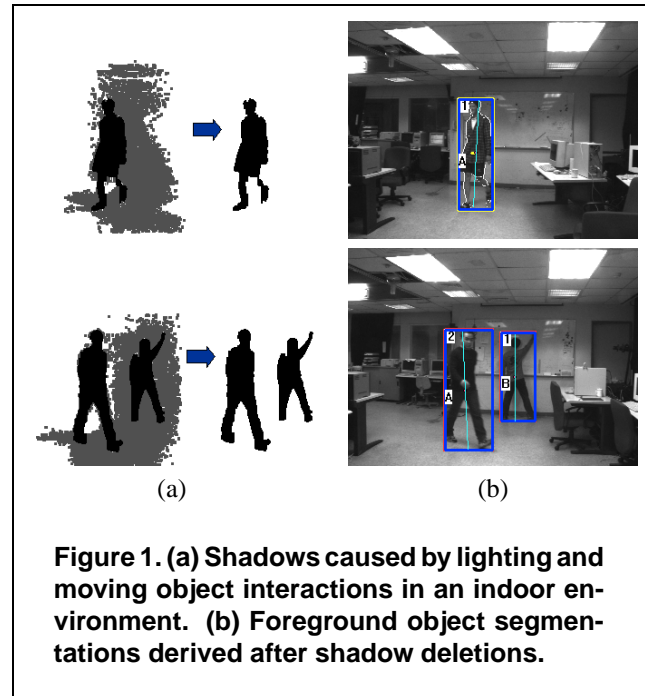 1
A
2
1
A
B
(a)
(b)
Figure 1. (a) Shadows caused by lighting and
moving object interactions in an indoor en-
vironment. (b) Foreground object segmen-
tations derived after shadow deletions.